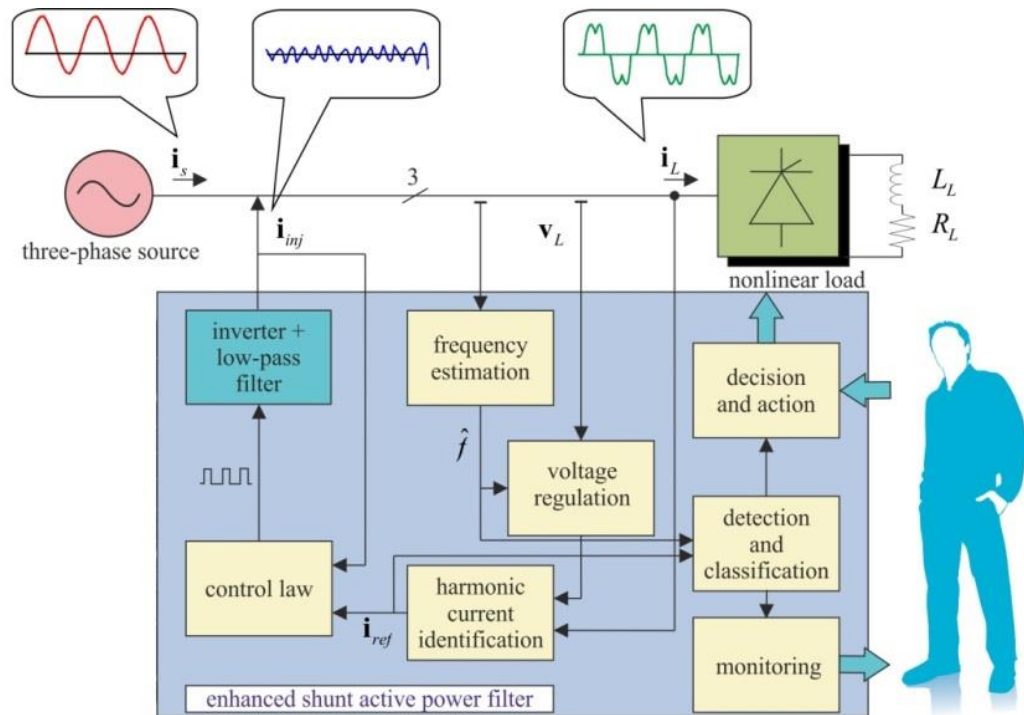 i_s
3
i_L
L_L
R_L
i_inj
v_L
three-phase source
nonlinear load
inverter +
low-pass
filter
frequency
estimation
decision
and action
f̂
voltage
regulation
detection
and
classification
control law
harmonic
current
identification
i_ref
monitoring
enhanced shunt active power filter